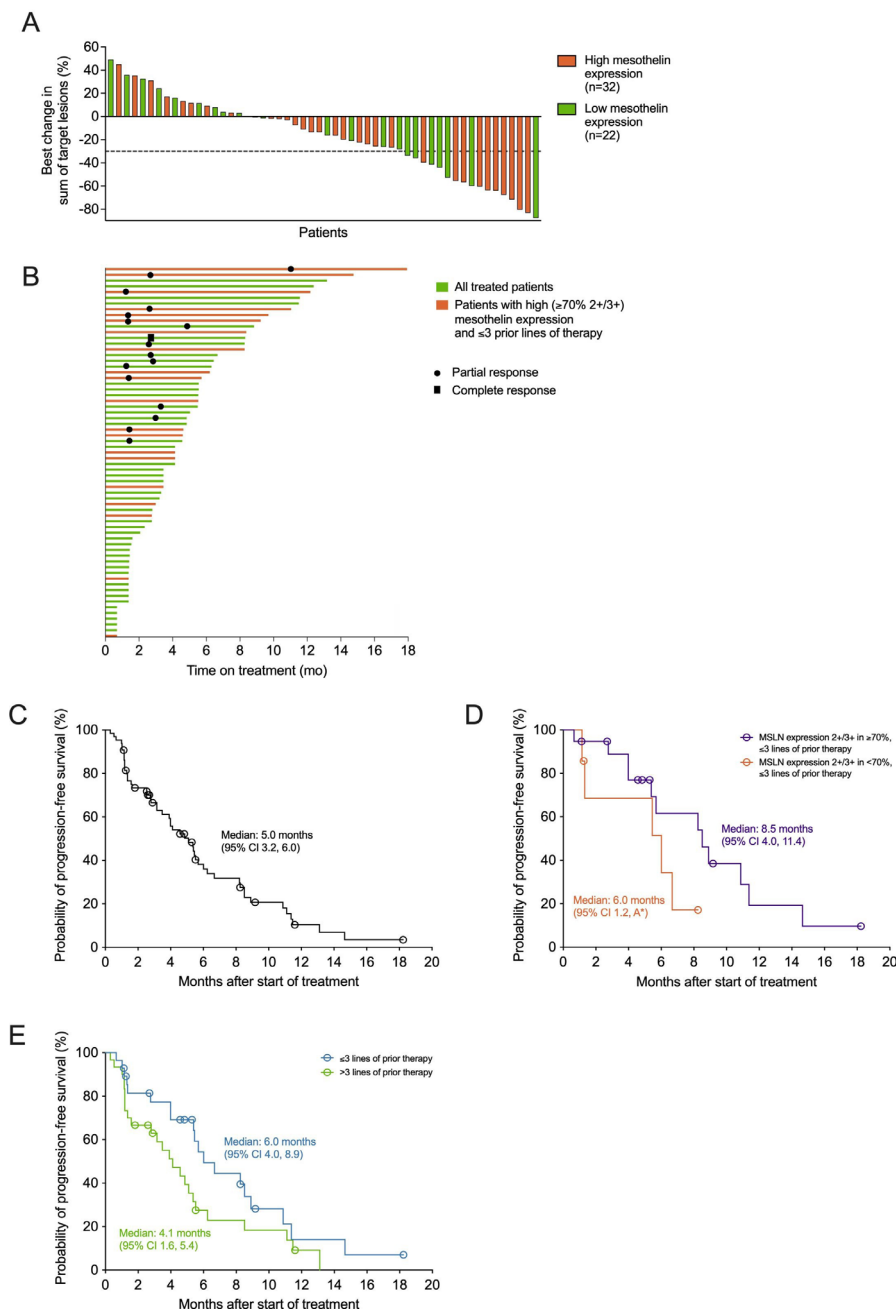 A
Best change in
sum of target lesions (%)
60
40
20
0
-20
-40
-60
-80
Patients
High mesothelin
expression
(n=32)
Low mesothelin
expression
(n=22)
B
All treated patients
Patients with high (≥70% 2+/3+)
mesothelin expression
and ≤3 prior lines of therapy
Partial response
Complete response
0 2 4 6 8 10 12 14 16 18
Time on treatment (mo)
C
Probability of progression-free survival (%)
100
80
60
40
20
0
Median: 5.0 months
(95% CI 3.2, 6.0)
0 2 4 6 8 10 12 14 16 18 20
Months after start of treatment
D
Probability of progression-free survival (%)
100
80
60
40
20
0
MSLN expression 2+/3+ in ≥70%,
≤3 lines of prior therapy
MSLN expression 2+/3+ in <70%,
≤3 lines of prior therapy
Median: 8.5 months
(95% CI 4.0, 11.4)
Median: 6.0 months
(95% CI 1.2, A*)
0 2 4 6 8 10 12 14 16 18 20
Months after start of treatment
E
Probability of progression-free survival (%)
100
80
60
40
20
0
≤3 lines of prior therapy
>3 lines of prior therapy
Median: 6.0 months
(95% CI 4.0, 8.9)
Median: 4.1 months
(95% CI 1.6, 5.4)
0 2 4 6 8 10 12 14 16 18 20
Months after start of treatment